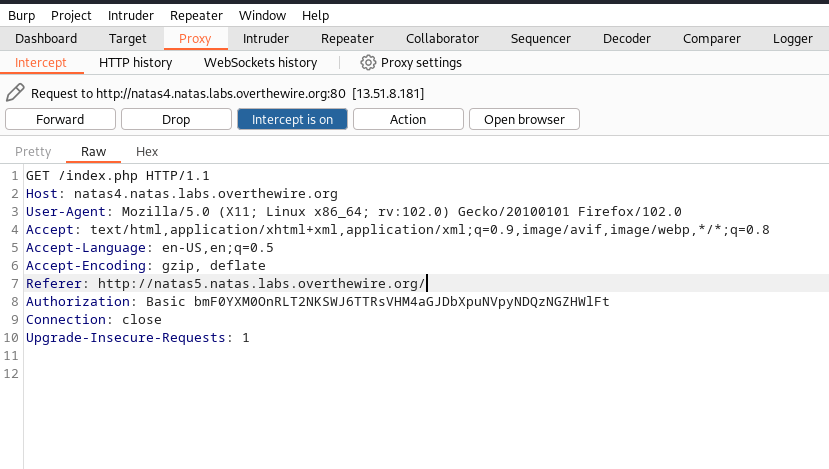 Burp Project Intruder Repeater Window Help
Dashboard Target Proxy Intruder Repeater Collaborator Sequencer Decoder Comparer Logger
Intercept HTTP history WebSockets history Proxy settings
Request to http://natas4.natas.labs.overthewire.org:80 [13.51.8.181]
Forward Drop Intercept is on Action Open browser
Pretty Raw Hex
1 GET /index.php HTTP/1.1
2 Host: natas4.natas.labs.overthewire.org
3 User-Agent: Mozilla/5.0 (X11; Linux x86_64; rv:102.0) Gecko/20100101 Firefox/102.0
4 Accept: text/html,application/xhtml+xml,application/xml;q=0.9,image/avif,image/webp,*/*;q=0.8
5 Accept-Language: en-US,en;q=0.5
6 Accept-Encoding: gzip, deflate
7 Referer: http://natas5.natas.labs.overthewire.org/
8 Authorization: Basic bmF0YXM0OnRLT2NKSWJ6TTRsVHM4aGJDbXpuNVpyNDQzNGZHWlFt
9 Connection: close
10 Upgrade-Insecure-Requests: 1
11
12